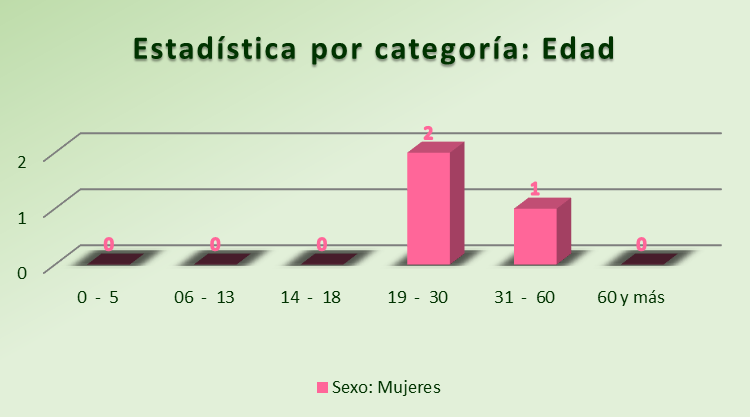 Estadística por categoría: Edad
2
1
0
0
0
0
2
1
0
0 - 5
06 - 13
14 - 18
19 - 30
31 - 60
60 y más
Sexo: Mujeres